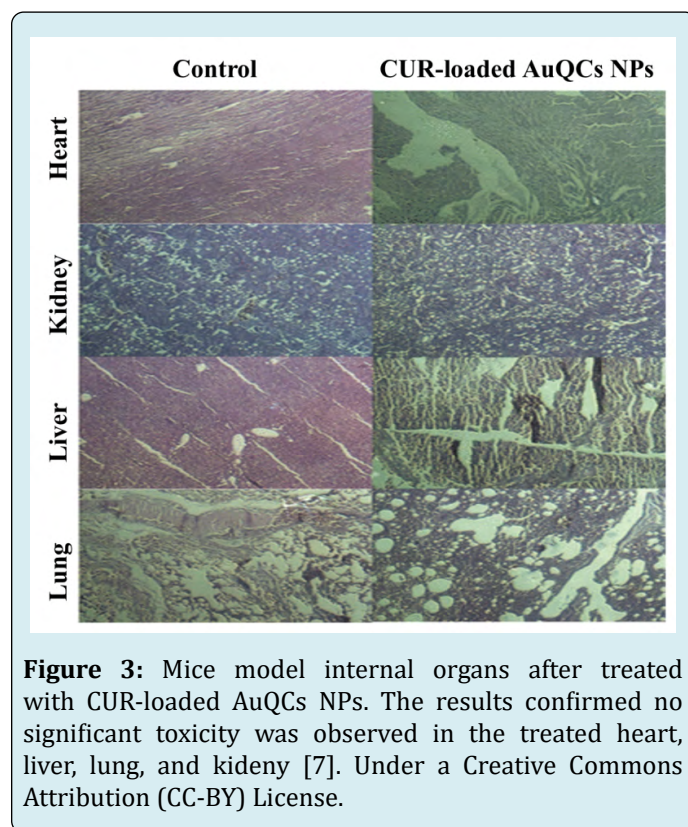 Control CUR-loaded AuQCs NPs
Heart
Kidney
Liver
Lung
Figure 3: Mice model internal organs after treated
with CUR-loaded AuQCs NPs. The results confirmed no
significant toxicity was observed in the treated heart,
liver, lung, and kideny [7]. Under a Creative Commons
Attribution (CC-BY) License.